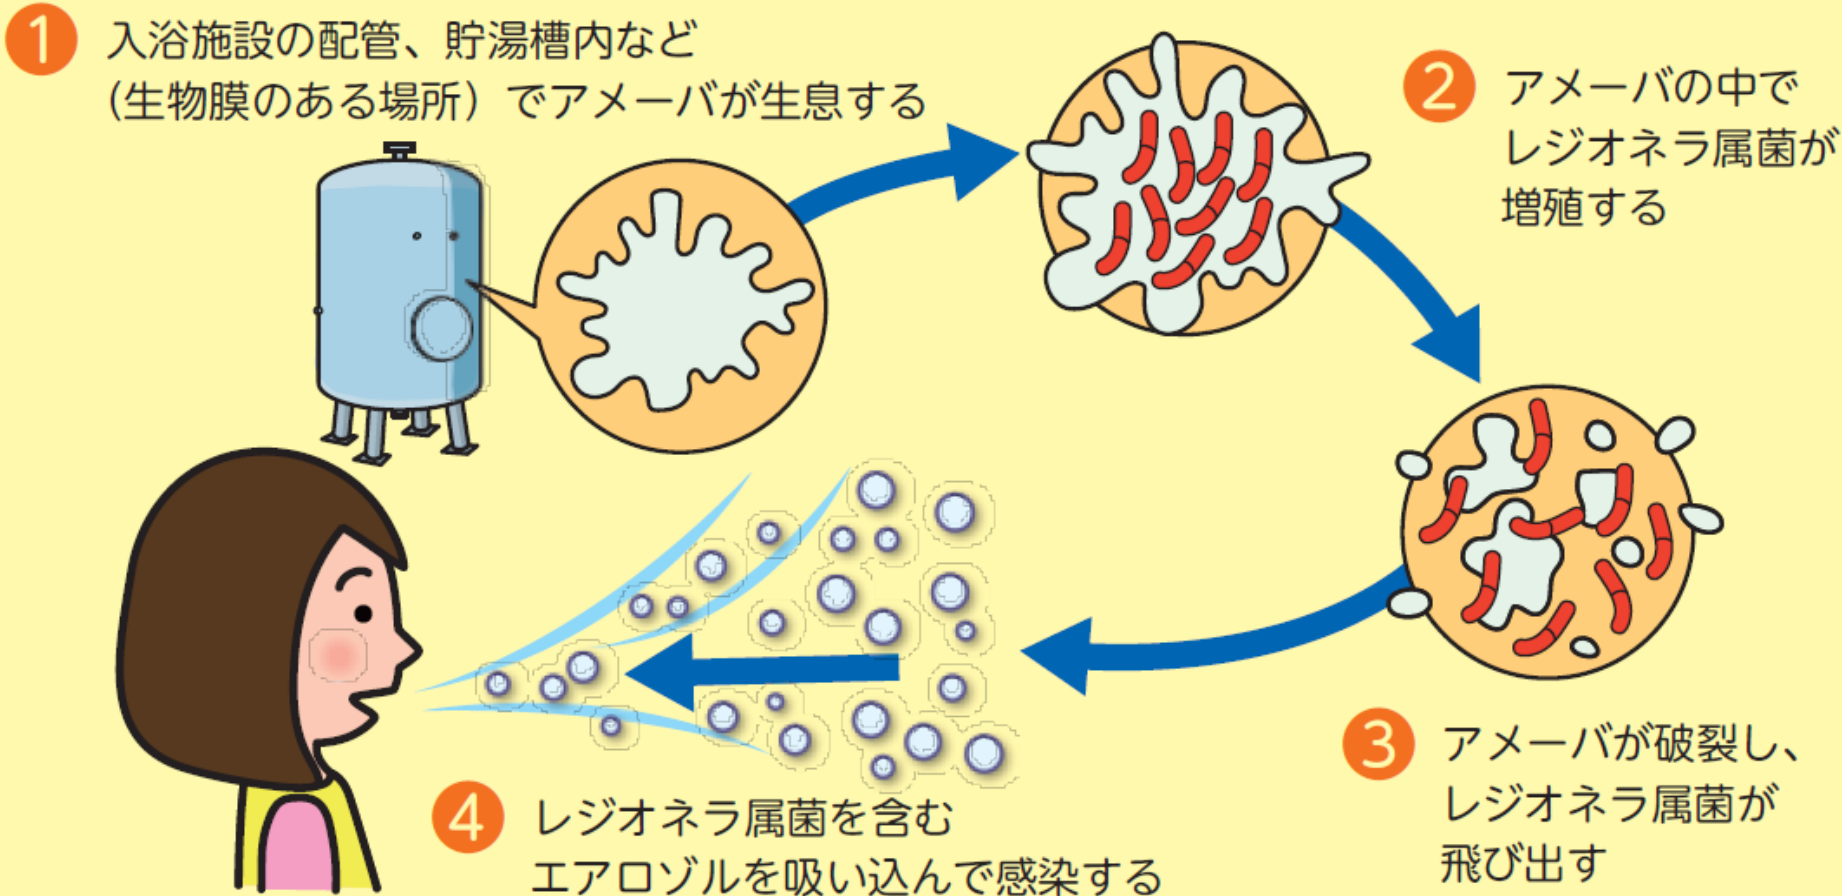 1 入浴施設の配管、貯湯槽内など
(生物膜のある場所)でアメーバが生息する
2 アメーバの中で
レジオネラ属菌が
増殖する
3 アメーバが破裂し、
レジオネラ属菌が
飛び出す
4 レジオネラ属菌を含む
エアロゾルを吸い込んで感染する